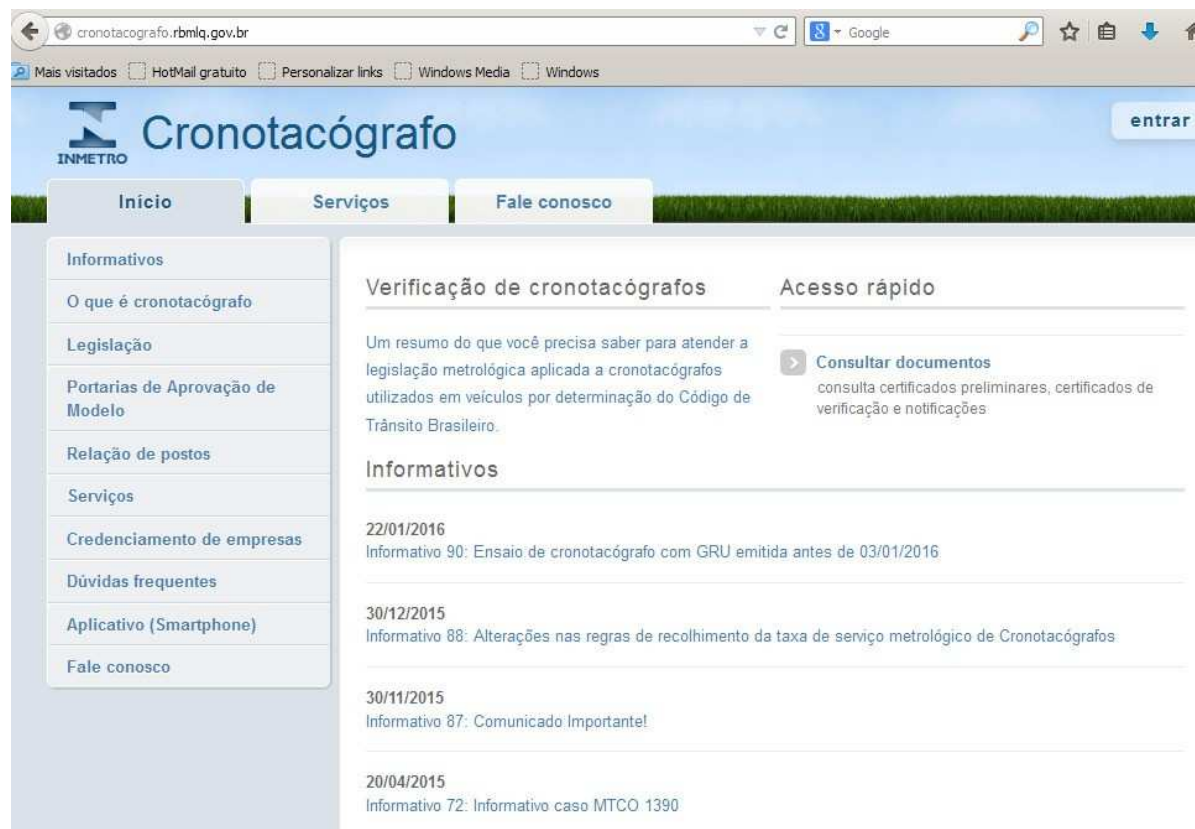 cronotacografo.rbmlq.gov.br
Google
Mais visitados HotMail gratuito Personalizar links Windows Media Windows
INMETRO
Cronotacógrafo
entrar
Início Serviços Fale conosco
Informativos
O que é cronotacógrafo
Legislação
Portarias de Aprovação de
Modelo
Relação de postos
Serviços
Credenciamento de empresas
Dúvidas frequentes
Aplicativo (Smartphone)
Fale conosco
Verificação de cronotacógrafos
Um resumo do que você precisa saber para atender a
legislação metrológica aplicada a cronotacógrafos
utilizados em veículos por determinação do Código de
Trânsito Brasileiro.
Acesso rápido
Consultar documentos
consulta certificados preliminares, certificados de
verificação e notificações
Informativos
22/01/2016
Informativo 90: Ensaio de cronotacógrafo com GRU emitida antes de 03/01/2016
30/12/2015
Informativo 88: Alterações nas regras de recolhimento da taxa de serviço metrológico de Cronotacógrafos
30/11/2015
Informativo 87: Comunicado Importante!
20/04/2015
Informativo 72: Informativo caso MTCO 1390